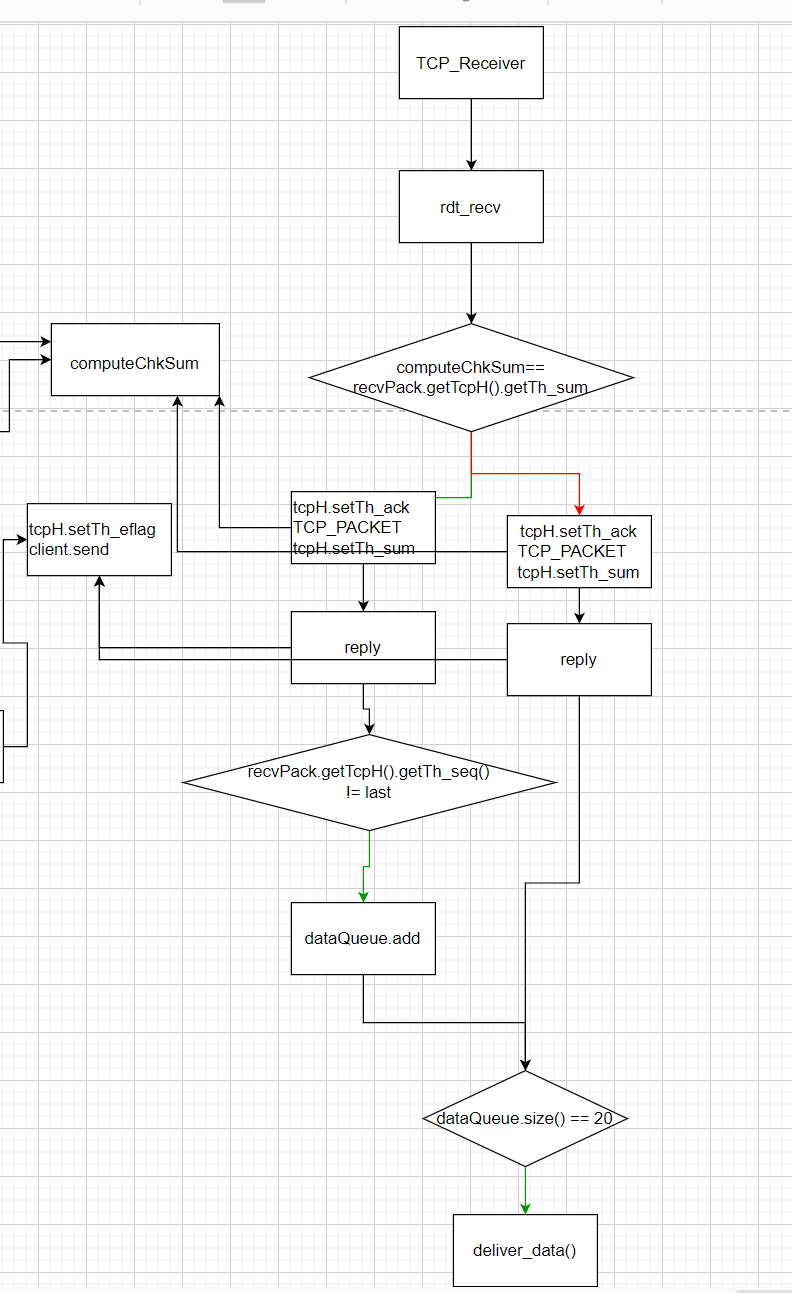 TCP_Receiver
rdt_recv
computeChkSum
computeChkSum==
recvPack.getTcpH().getTh_sum
tcpH.setTh_ack
TCP_PACKET
tcpH.setTh_sum
tcpH.setTh_eflag
client.send
tcpH.setTh_ack
TCP_PACKET
tcpH.setTh_sum
reply
reply
recvPack.getTcpH().getTh_seq()
!= last
dataQueue.add
dataQueue.size() == 20
deliver_data()